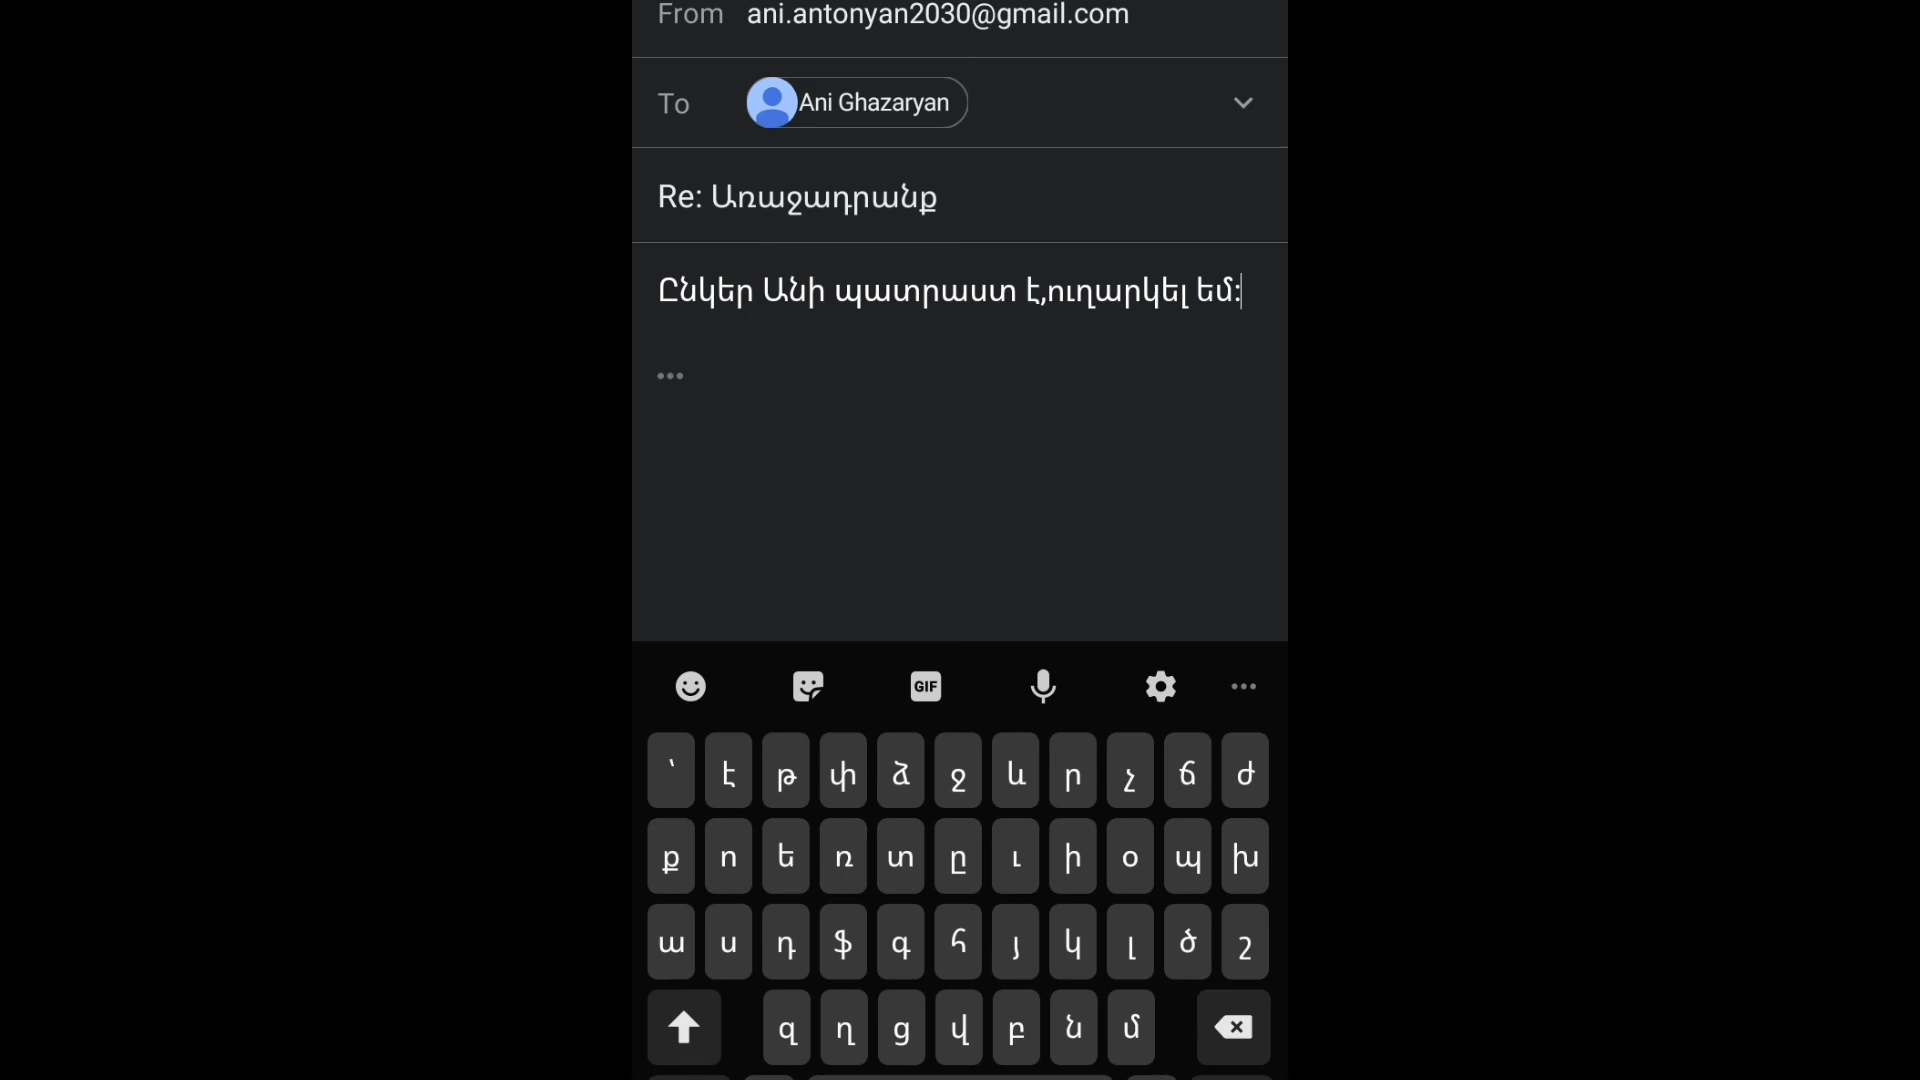 From ani.antonyan2030@gmail.com
To Ani Ghazaryan
Re: Առաջադրանք
Ընկեր Անի պատրաստ է,ուղարկել եմ:
GIF
՝ է թ փ ձ ջ և ր չ ճ ժ
ք ո ե ռ տ ը ւ ի օ պ խ
ա ս դ ֆ գ հ յ կ լ ծ շ
զ ղ ց վ բ ն մ